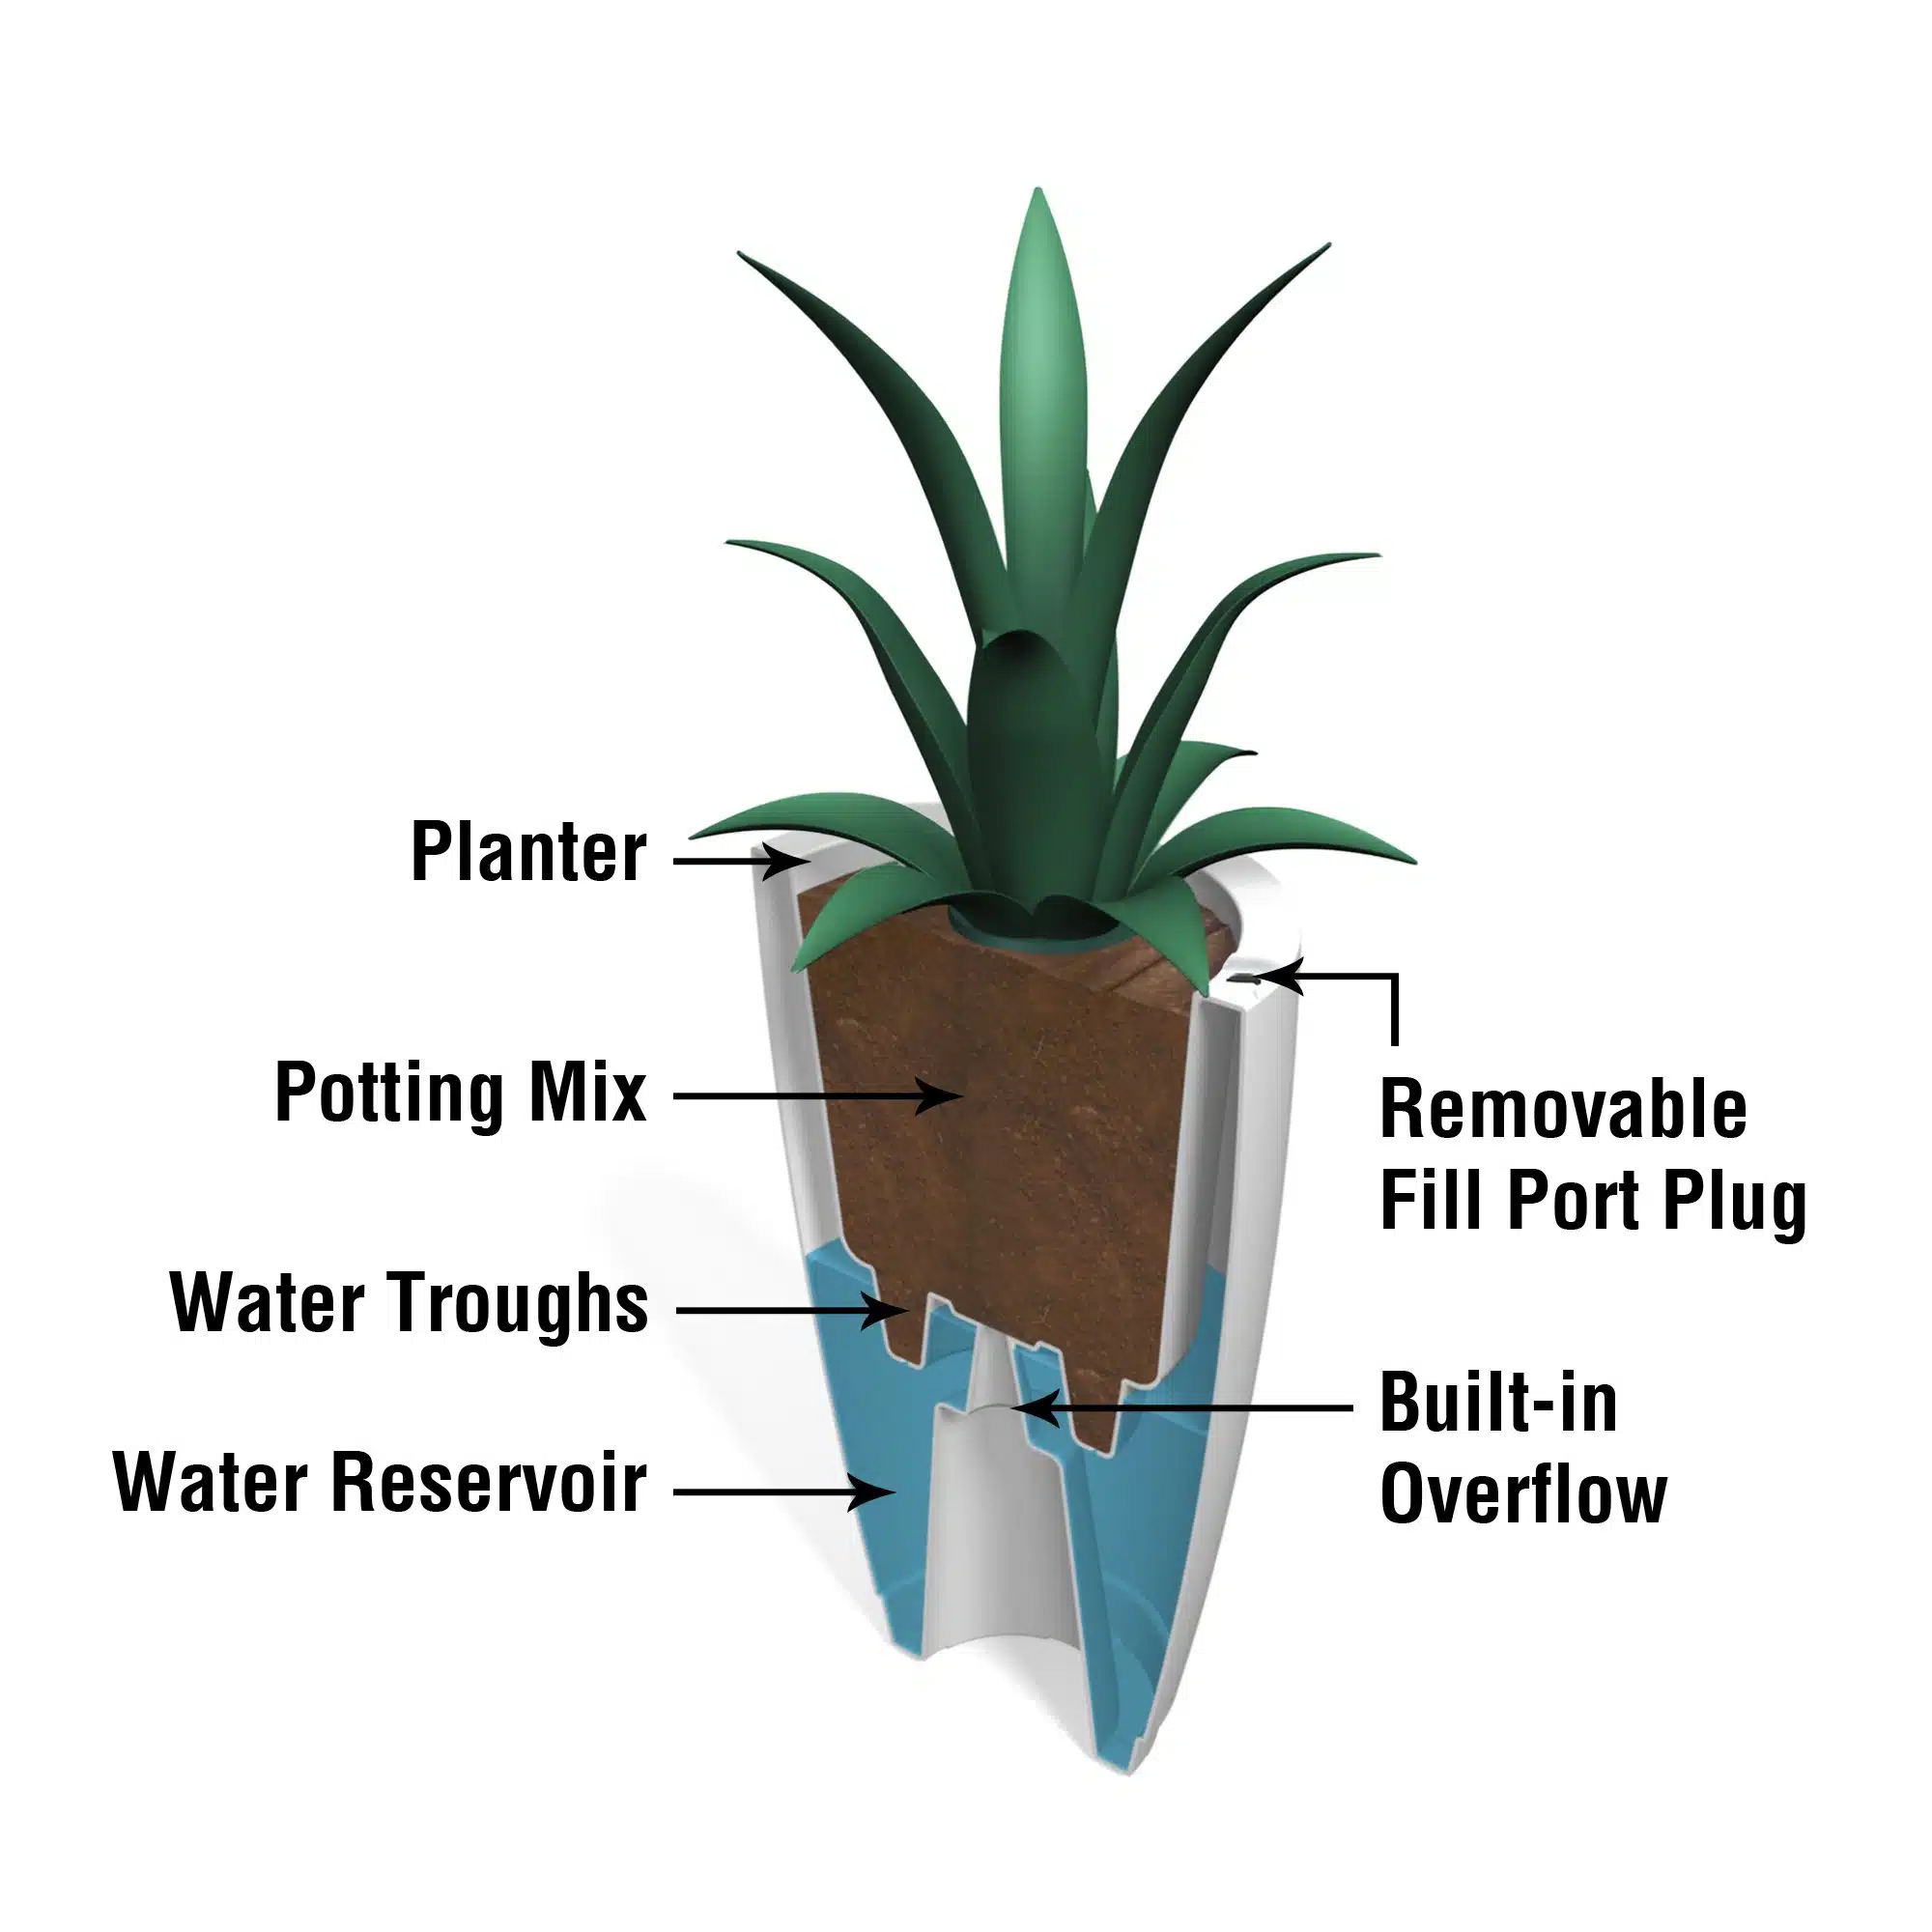 Planter
Potting Mix
Removable
Fill Port Plug
Water Troughs
Built-in
Overflow
Water Reservoir